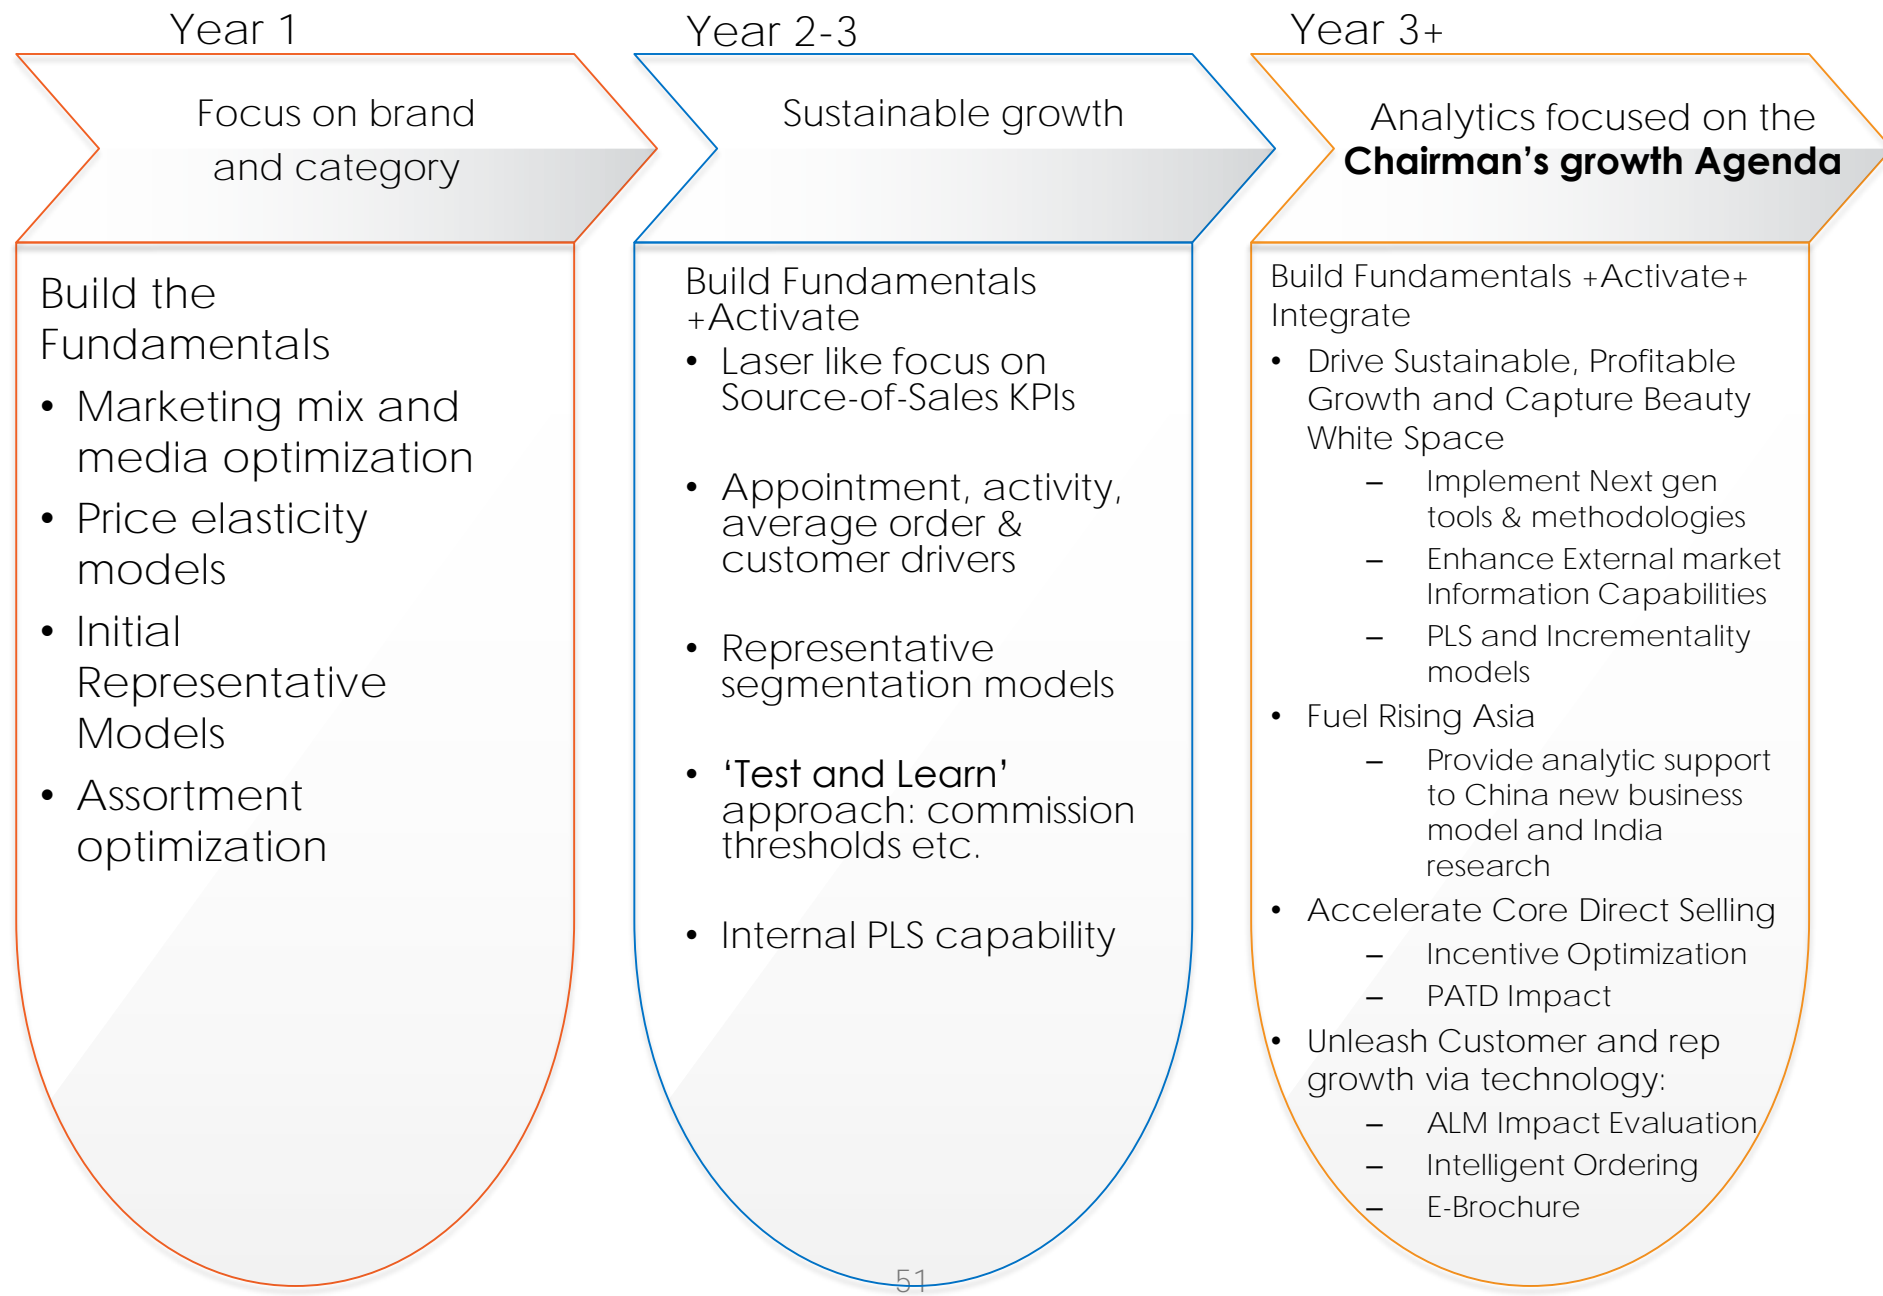 Year 1
Focus on brand
and category
Build the
Fundamentals
• Marketing mix and
media optimization
• Price elasticity
models
• Initial
Representative
Models
• Assortment
optimization
Year 2-3
Sustainable growth
Build Fundamentals
+Activate
• Laser like focus on
Source-of-Sales KPIs
• Appointment, activity,
average order &
customer drivers
• Representative
segmentation models
• ‘Test and Learn’
approach: commission
thresholds etc.
• Internal PLS capability
Year 3+
Analytics focused on the
Chairman’s growth Agenda
Build Fundamentals +Activate+
Integrate
• Drive Sustainable, Profitable
Growth and Capture Beauty
White Space
– Implement Next gen
tools & methodologies
– Enhance External market
Information Capabilities
– PLS and Incrementality
models
• Fuel Rising Asia
– Provide analytic support
to China new business
model and India
research
• Accelerate Core Direct Selling
– Incentive Optimization
– PATD Impact
• Unleash Customer and rep
growth via technology:
– ALM Impact Evaluation
– Intelligent Ordering
– E-Brochure
51